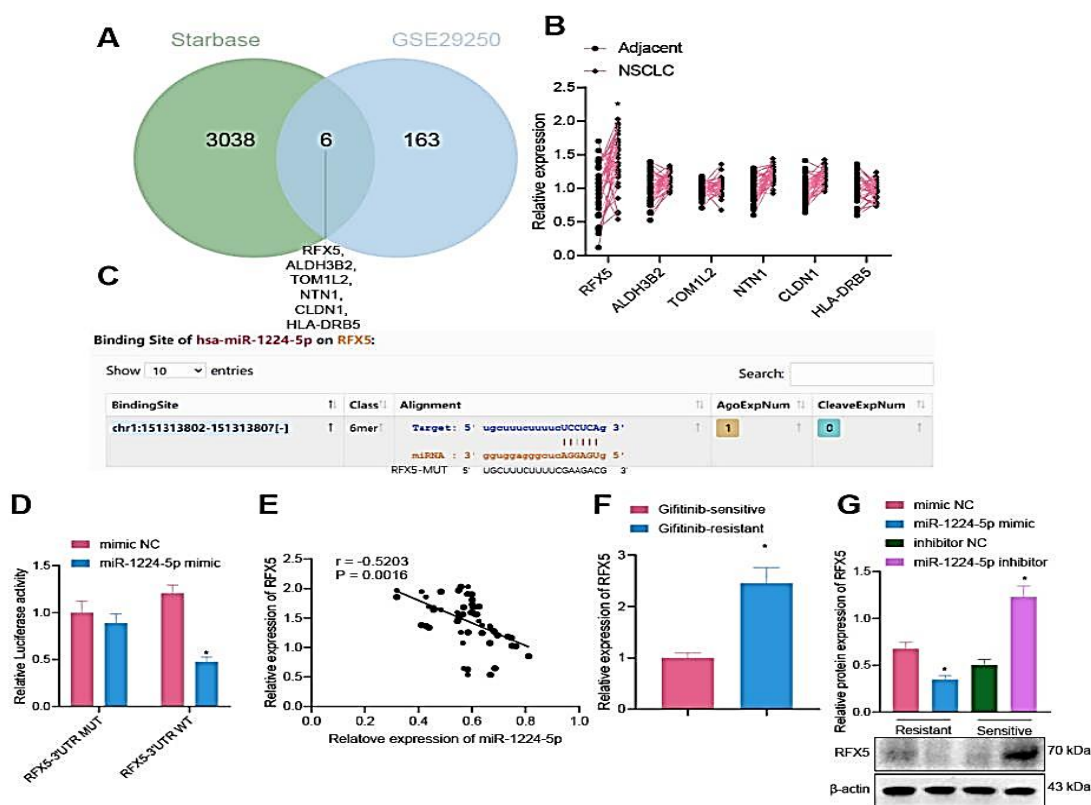 A
Starbase
GSE29250
3038
6
163
RFX5,
ALDH3B2,
TOM1L2,
NTN1,
CLDN1,
HLA-DRB5
B
Adjacent
NSCLC
Relative expression
2.5
2.0
1.5
1.0
0.5
0.0
*
RFX5
ALDH3B2
TOM1L2
NTN1
CLDN1
HLA-DRB5
C
Binding Site of hsa-miR-1224-5p on RFX5:
Show 10 entries
Search:
BindingSite Class Alignment AgoExpNum CleaveExpNum
chr1:151313802-151313807[-] 6mer Target: 5' ugcuuucuuuucUCCUCAg 3' 1 0
miRNA : 3' gguggagggcucAGGAGUg 5'
RFX5-MUT 5' UGCUUUCUUUUCGAAGACG 3'
D
mimic NC
miR-1224-5p mimic
Relative Luciferase activity
1.5
1.0
0.5
0.0
*
RFX5-3'UTR MUT
RFX5-3'UTR WT
E
r = -0.5203
P = 0.0016
Relative expression of RFX5
2.5
2.0
1.5
1.0
0.5
0.0
0.0 0.2 0.4 0.6 0.8 1.0
Relatove expression of miR-1224-5p
F
Gifitinib-sensitive
Gifitinib-resistant
Relative expression of RFX5
3
2
1
0
*
G
mimic NC
miR-1224-5p mimic
inhibitor NC
miR-1224-5p inhibitor
Relative protein expression of RFX5
1.5
1.0
0.5
0.0
*
*
Resistant Sensitive
RFX5 70 kDa
β-actin 43 kDa